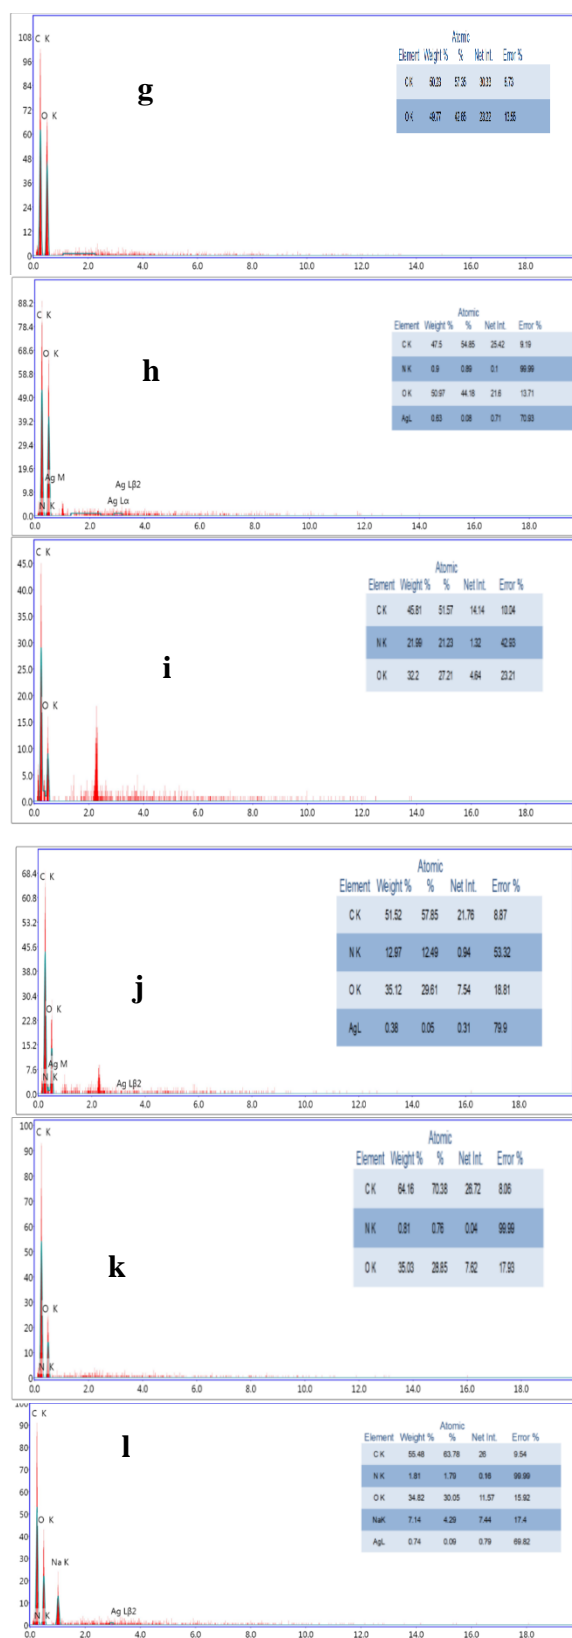 g
C K
O K
108
96
84
72
60
48
36
24
12
0
0.0 2.0 4.0 6.0 8.0 10.0 12.0 14.0 16.0 18.0
Atomic
Element Weight % % Net Int. Error %
C K 50.23 57.35 30.33 8.73
O K 49.77 42.65 23.22 13.55
h
C K
O K
Ag M
N K
Ag Lβ2
Ag Lα
88.2
78.4
68.6
58.8
49.0
39.2
29.4
19.6
9.8
0.0
0.0 2.0 4.0 6.0 8.0 10.0 12.0 14.0 16.0 18.0
Atomic
Element Weight % % Net Int. Error %
C K 47.5 54.85 25.42 9.19
N K 0.9 0.89 0.1 99.99
O K 50.97 44.18 21.6 13.71
AgL 0.63 0.08 0.71 70.93
i
C K
O K
45.0
40.0
35.0
30.0
25.0
20.0
15.0
10.0
5.0
0.0
0.0 2.0 4.0 6.0 8.0 10.0 12.0 14.0 16.0 18.0
Atomic
Element Weight % % Net Int. Error %
C K 45.81 51.57 14.14 10.04
N K 21.99 21.23 1.32 42.93
O K 32.2 27.21 4.64 23.21
j
C K
O K
Ag M
N K
Ag Lβ2
68.4
60.8
53.2
45.6
38.0
30.4
22.8
15.2
7.6
0.0
0.0 2.0 4.0 6.0 8.0 10.0 12.0 14.0 16.0 18.0
Atomic
Element Weight % % Net Int. Error %
C K 51.52 57.85 21.76 8.87
N K 12.97 12.49 0.94 53.32
O K 35.12 29.61 7.54 18.81
AgL 0.38 0.05 0.31 79.9
k
C K
O K
N K
100
90
80
70
60
50
40
30
20
10
0
0.0 2.0 4.0 6.0 8.0 10.0 12.0 14.0 16.0 18.0
Atomic
Element Weight % % Net Int. Error %
C K 64.16 70.38 26.72 8.06
N K 0.81 0.76 0.04 99.99
O K 35.03 28.85 7.62 17.93
l
C K
O K
Na K
N K
Ag Lβ2
100
90
80
70
60
50
40
30
20
10
0
0.0 2.0 4.0 6.0 8.0 10.0 12.0 14.0 16.0 18.0
Atomic
Element Weight % % Net Int. Error %
C K 55.48 63.78 26 9.54
N K 1.81 1.79 0.16 99.99
O K 34.82 30.05 11.57 15.92
NaK 7.14 4.29 7.44 17.4
AgL 0.74 0.09 0.79 69.82